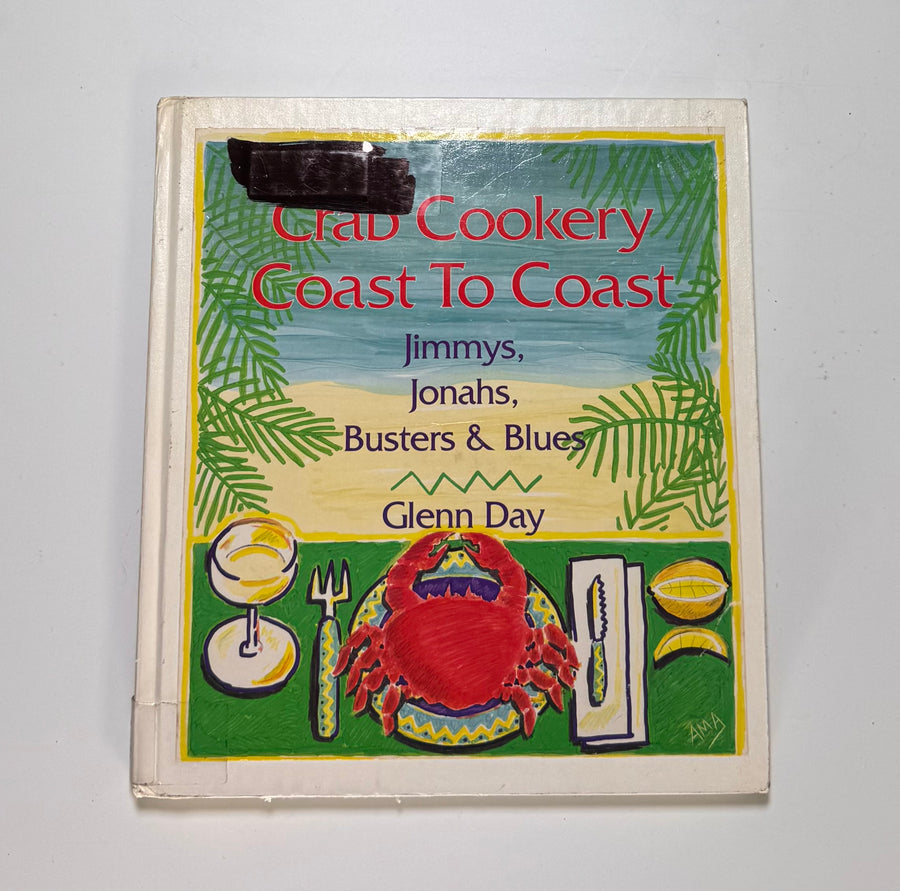 Crab Cookery
Coast To Coast
Jimmys,
Jonahs,
Busters & Blues
Glenn Day
AMA